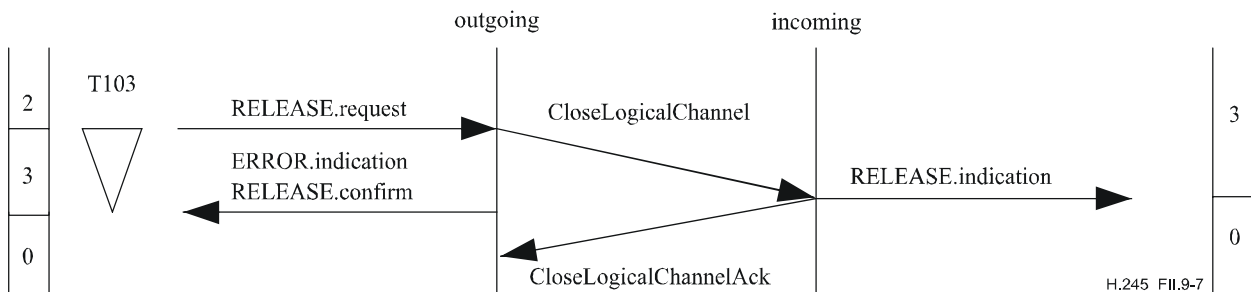 outgoing
incoming
T103
2
RELEASE.request
CloseLogicalChannel
3
3
ERROR.indication
RELEASE.confirm
RELEASE.indication
0
0
CloseLogicalChannelAck
H.245 FII.9-7